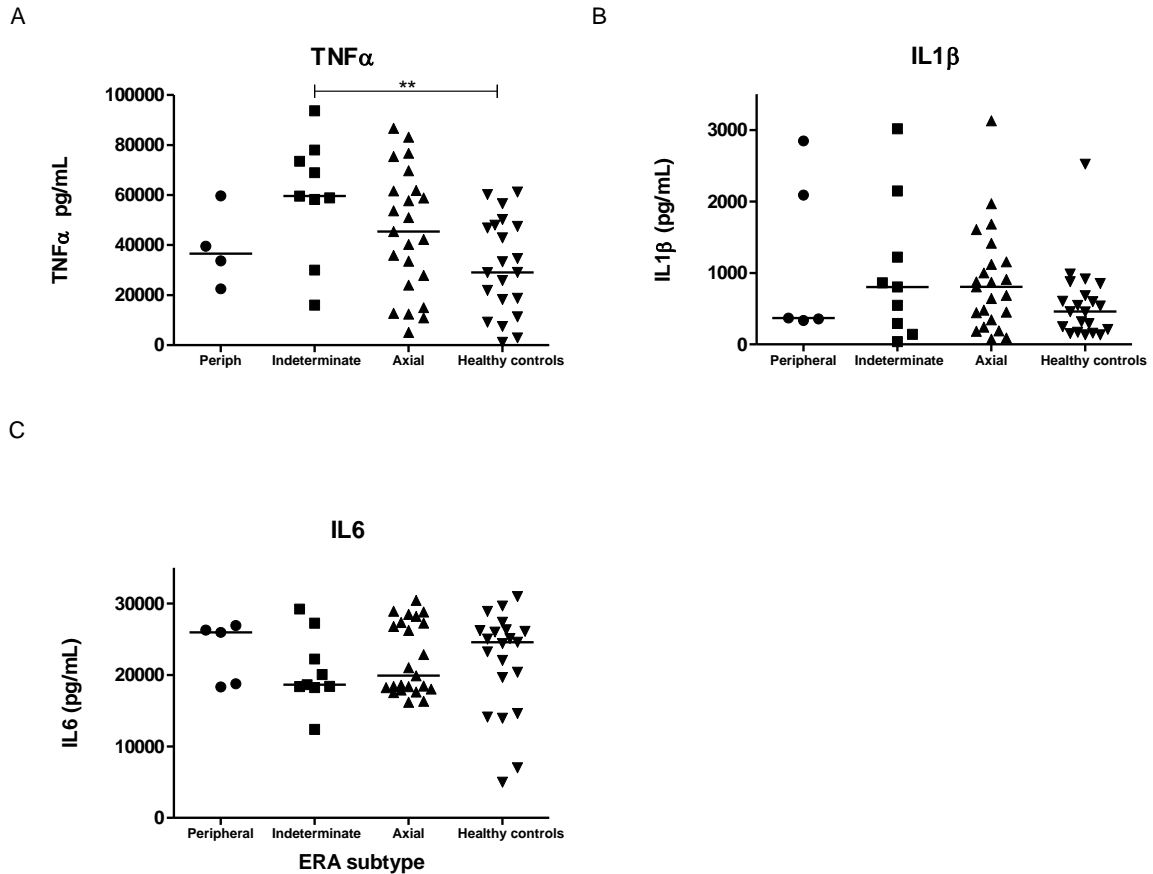 A
TNFα
**
TNFα pg/mL
100000
80000
60000
40000
20000
0
Periph Indeterminate Axial Healthy controls
B
IL1β
IL1β (pg/mL)
3000
2000
1000
0
Peripheral Indeterminate Axial Healthy controls
C
IL6
IL6 (pg/mL)
30000
20000
10000
0
Peripheral Indeterminate Axial Healthy controls
ERA subtype